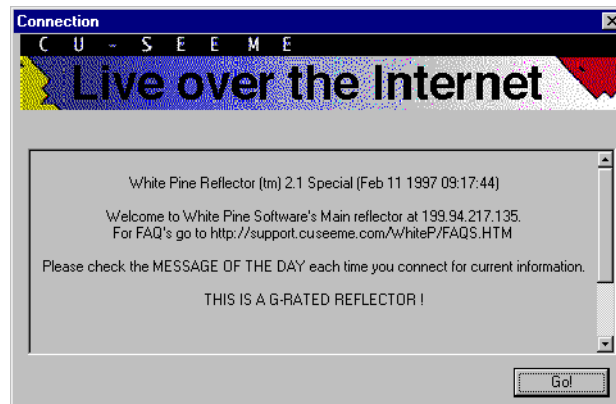 Connection
CU-SEEME
Live over the Internet
White Pine Reflector (tm) 2.1 Special (Feb 11 1997 09:17:44)
Welcome to White Pine Software's Main reflector at 199.94.217.135.
For FAQ's go to http://support.cuseeme.com/WhiteP/FAQS.HTM
Please check the MESSAGE OF THE DAY each time you connect for current information.
THIS IS A G-RATED REFLECTOR !
Go!